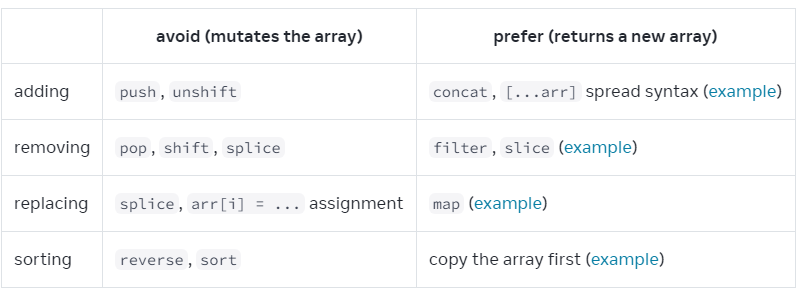 avoid (mutates the array) prefer (returns a new array)
adding push, unshift concat, [...arr] spread syntax (example)
removing pop, shift, splice filter, slice (example)
replacing splice, arr[i] = ... assignment map (example)
sorting reverse, sort copy the array first (example)